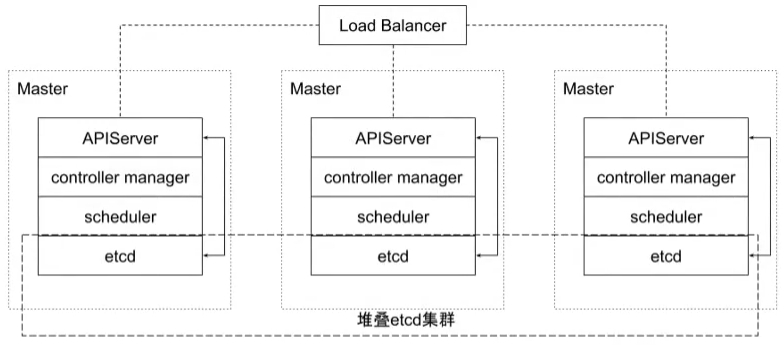 Load Balancer
Master
APIServer
controller manager
scheduler
etcd
Master
APIServer
controller manager
scheduler
etcd
Master
APIServer
controller manager
scheduler
etcd
堆叠etcd集群